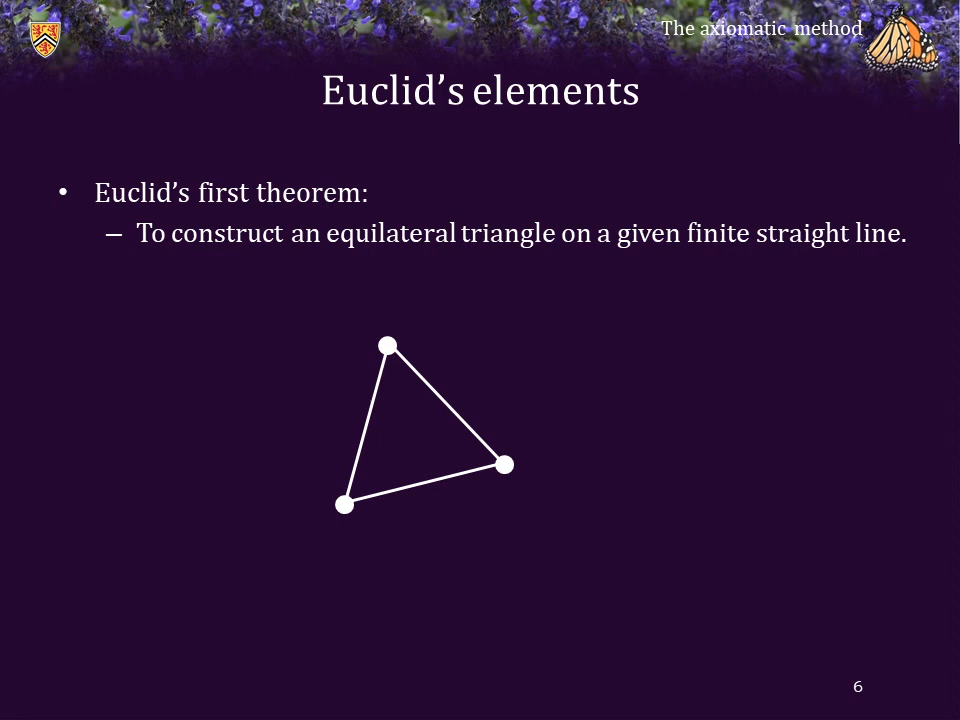 The axiomatic method
Euclid’s elements
• Euclid’s first theorem:
– To construct an equilateral triangle on a given finite straight line.
6